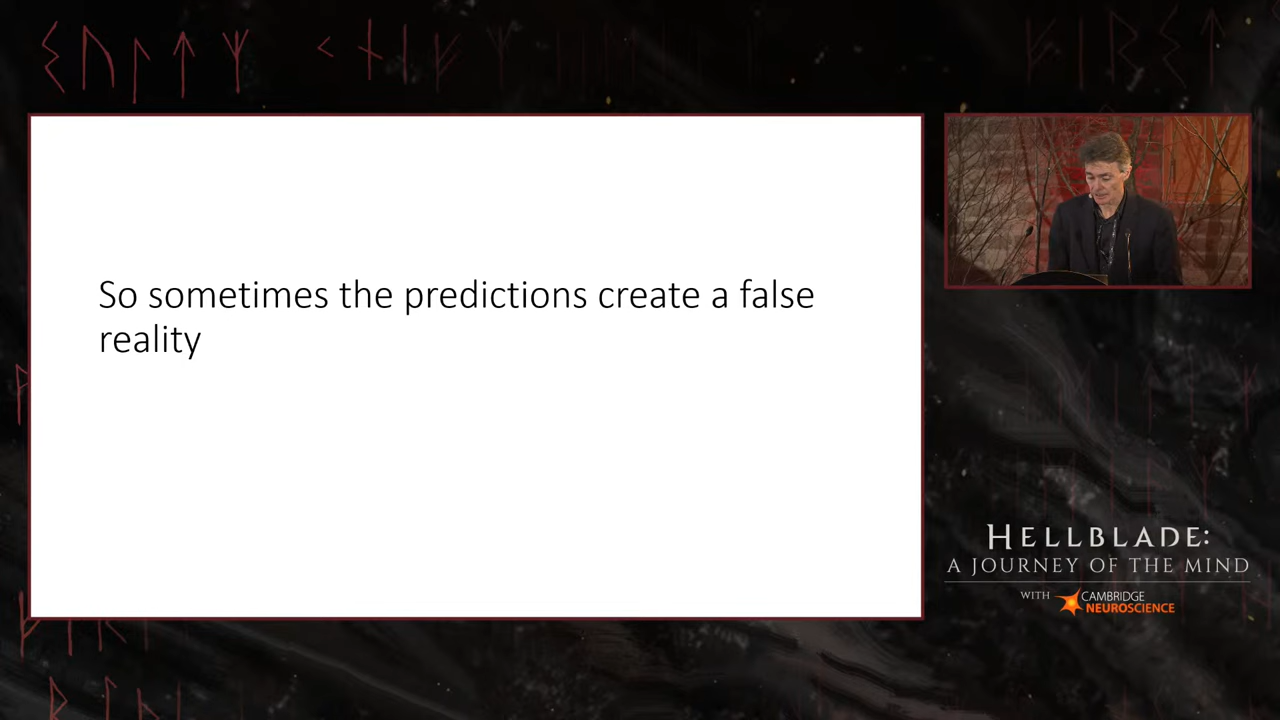 So sometimes the predictions create a false
reality
HELLBLADE:
A JOURNEY OF THE MIND
WITH CAMBRIDGE
NEUROSCIENCE